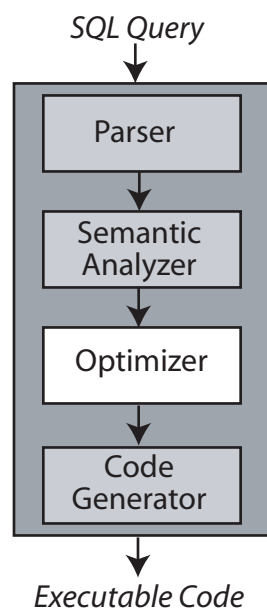 SQL Query
Parser
Semantic
Analyzer
Optimizer
Code
Generator
Executable Code